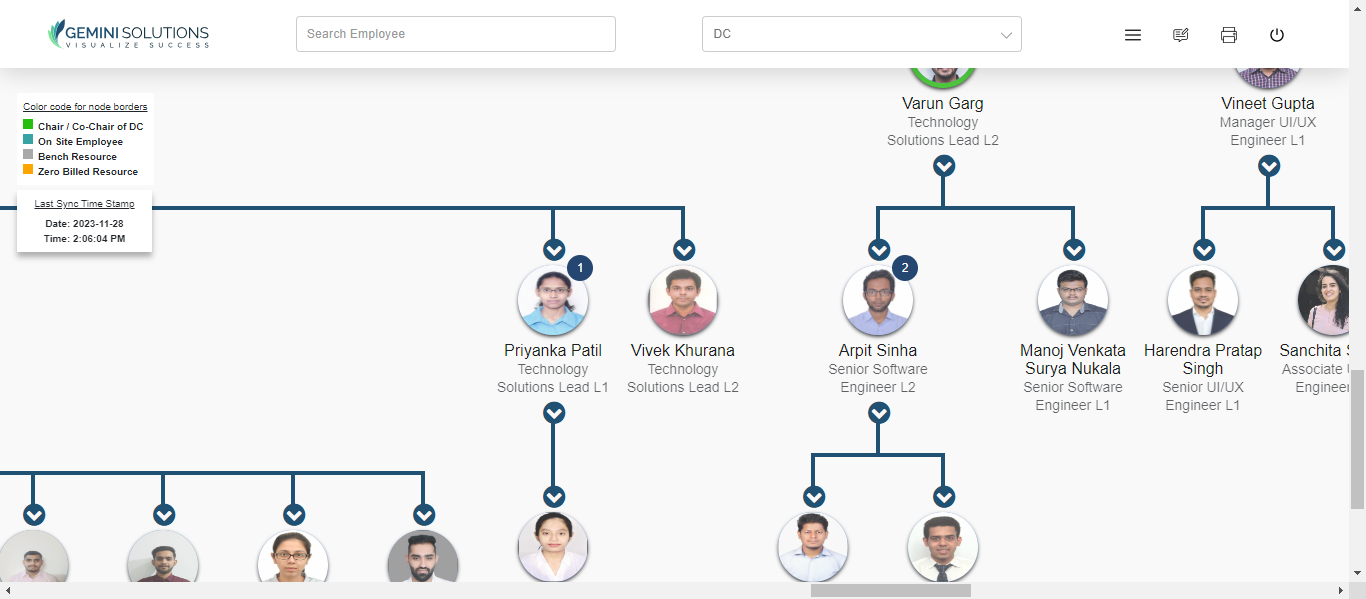 GEMINI SOLUTIONS
VISUALIZE SUCCESS
Search Employee
DC
Color code for node borders
Chair / Co-Chair of DC
On Site Employee
Bench Resource
Zero Billed Resource
Last Sync Time Stamp
Date: 2023-11-28
Time: 2:06:04 PM
Varun Garg
Technology
Solutions Lead L2
Vineet Gupta
Manager UI/UX
Engineer L1
1
Priyanka Patil
Technology
Solutions Lead L1
Vivek Khurana
Technology
Solutions Lead L2
2
Arpit Sinha
Senior Software
Engineer L2
Manoj Venkata
Surya Nukala
Senior Software
Engineer L1
Harendra Pratap
Singh
Senior UI/UX
Engineer L1
Sanchita
Associate
Engineer